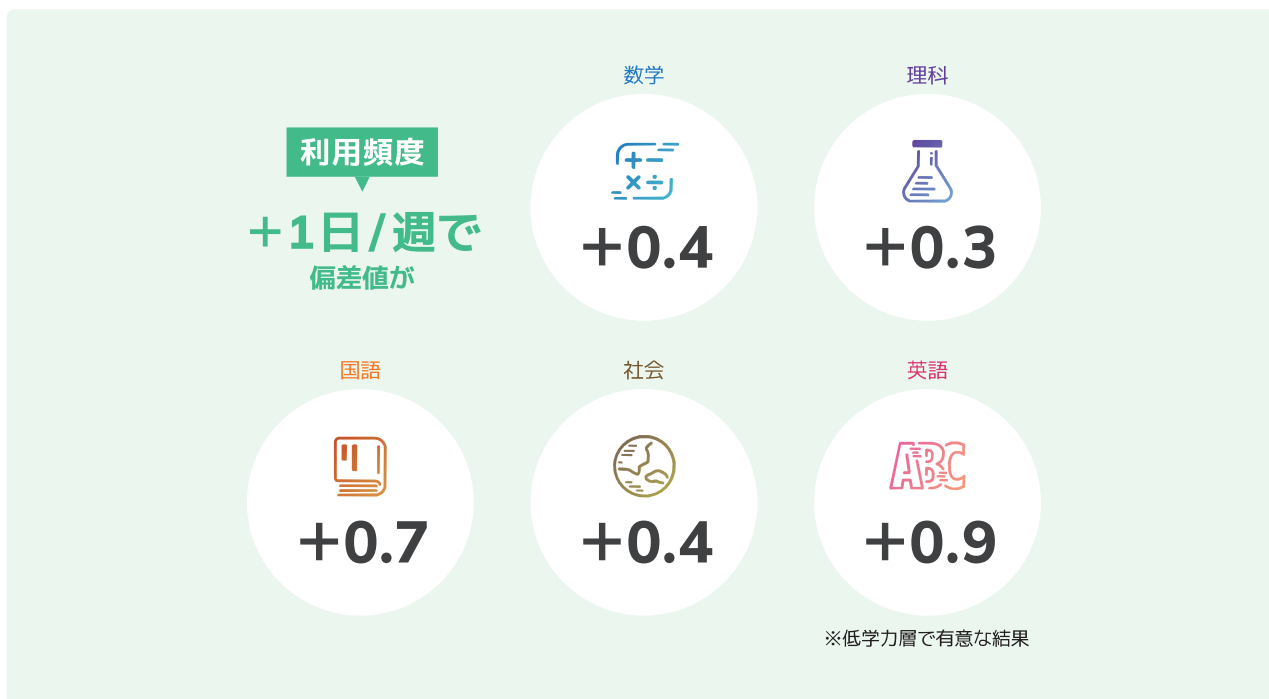 利用頻度
＋1日/週で
偏差値が
数学
＋0.4
理科
＋0.3
国語
＋0.7
社会
＋0.4
英語
ABC
＋0.9
※低学力層で有意な結果